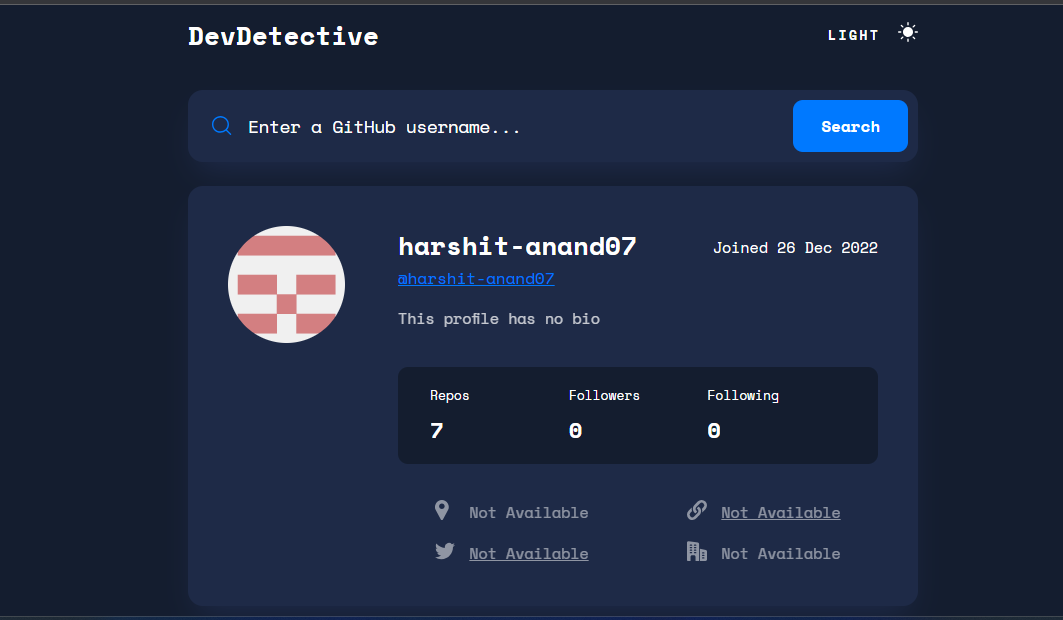 DevDetective
LIGHT
Enter a GitHub username...
Search
harshit-anand07
Joined 26 Dec 2022
@harshit-anand07
This profile has no bio
Repos Followers Following
7 0 0
Not Available Not Available
Not Available Not Available